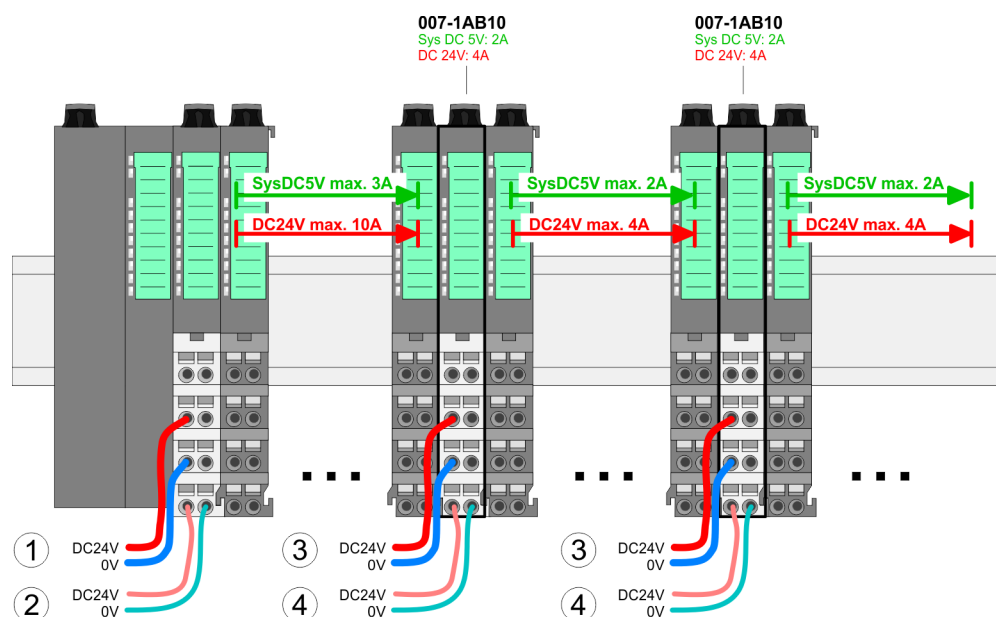 007-1AB10
Sys DC 5V: 2A
DC 24V: 4A
007-1AB10
Sys DC 5V: 2A
DC 24V: 4A
SysDC5V max. 3A
SysDC5V max. 2A
SysDC5V max. 2A
DC24V max. 10A
DC24V max. 4A
DC24V max. 4A
1 DC24V
0V
2 DC24V
0V
3 DC24V
0V
4 DC24V
0V
3 DC24V
0V
4 DC24V
0V